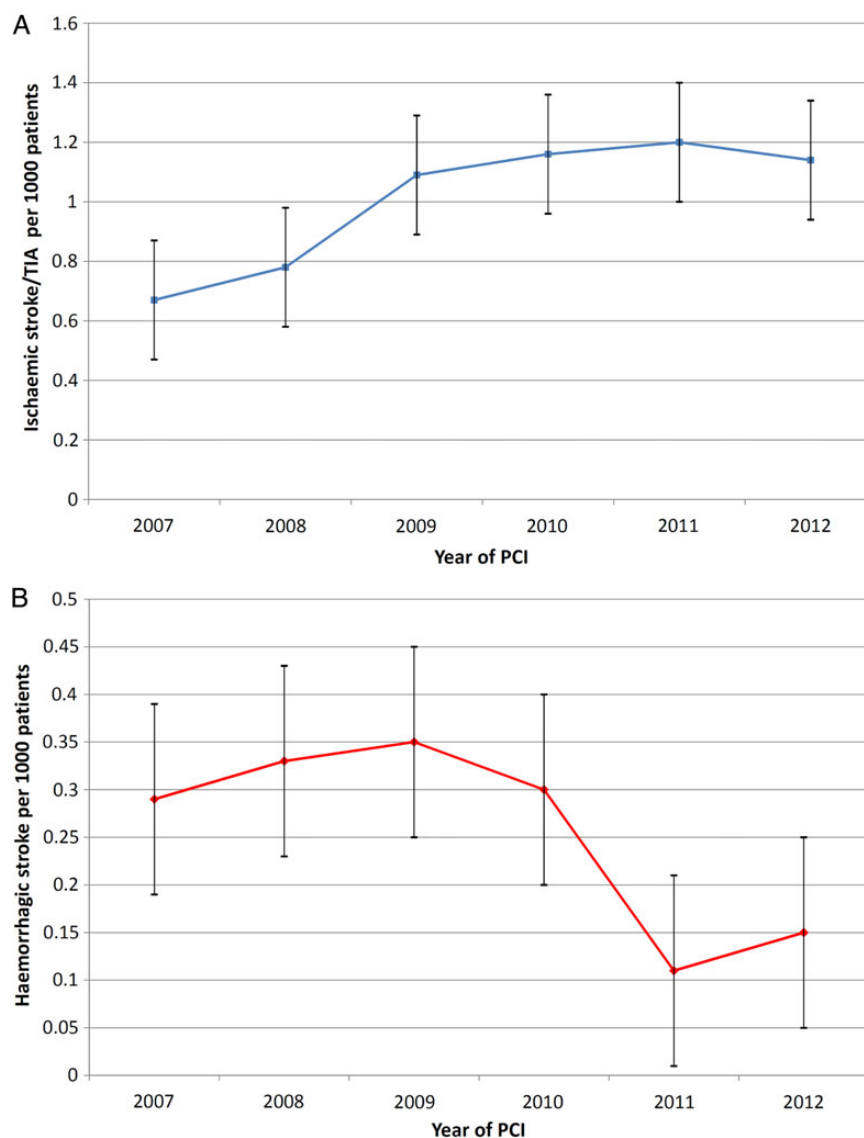 A
1.6
1.4
1.2
1
0.8
0.6
0.4
0.2
0
Ischaemic stroke/TIA per 1000 patients
2007 2008 2009 2010 2011 2012
Year of PCI
B
0.5
0.45
0.4
0.35
0.3
0.25
0.2
0.15
0.1
0.05
0
Haemorrhagic stroke per 1000 patients
2007 2008 2009 2010 2011 2012
Year of PCI